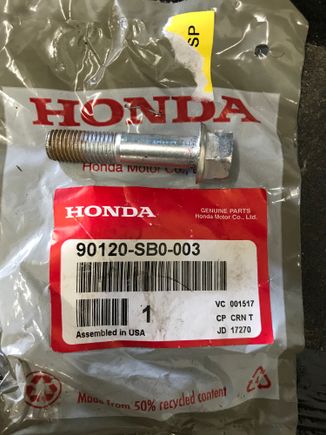 SP
HONDA
Honda Motor Co.,
HONDA
GENUINE PARTS
Honda Motor Co., Ltd.
90120-SB0-003
1
VC 001517
CP CRN T
Assembled in USA
JD 17270
Made from 50% recycled content